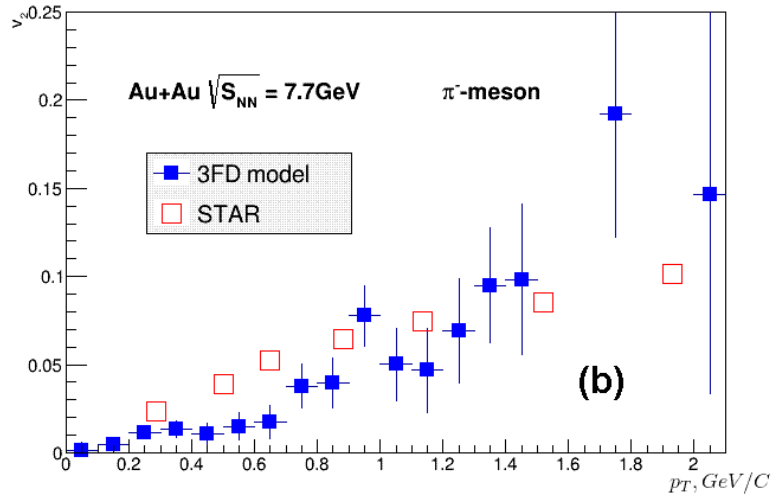 v₂
0.25
0.2
0.15
0.1
0.05
0
Au+Au √S_NN = 7.7GeV
π⁻-meson
3FD model
STAR
(b)
0 0.2 0.4 0.6 0.8 1 1.2 1.4 1.6 1.8 2
p_T, GeV/C